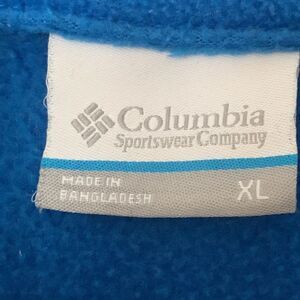 Columbia
Sportswear Company
MADE IN
BANGLADESH
XL